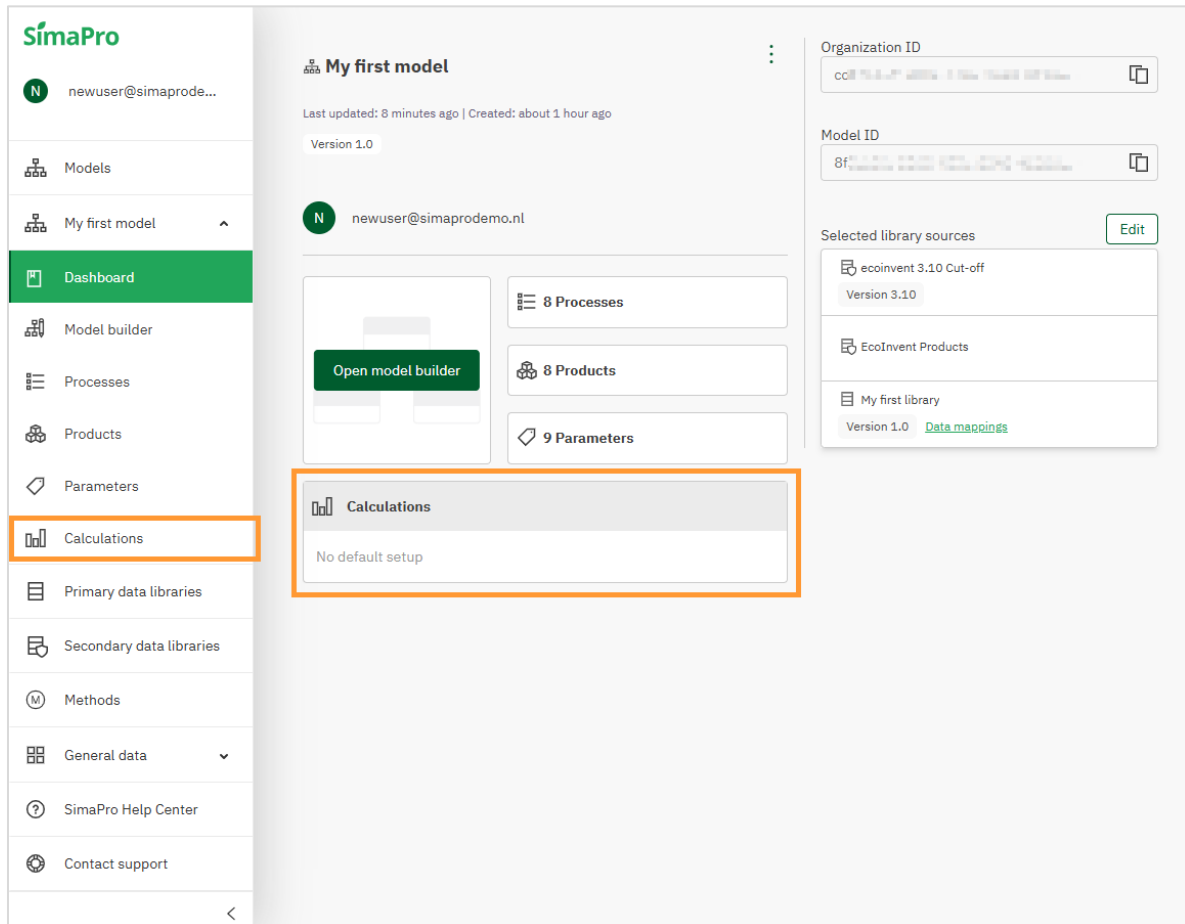 SimaPro
N newuser@simaprode...
Models
My first model
Dashboard
Model builder
Processes
Products
Parameters
Calculations
Primary data libraries
Secondary data libraries
M Methods
General data
? SimaPro Help Center
Contact support
My first model
Last updated: 8 minutes ago | Created: about 1 hour ago
Version 1.0
N newuser@simaprodemo.nl
Open model builder
8 Processes
8 Products
9 Parameters
Calculations
No default setup
Organization ID
Model ID
8f
Selected library sources
Edit
ecoinvent 3.10 Cut-off
Version 3.10
EcoInvent Products
My first library
Version 1.0 Data mappings